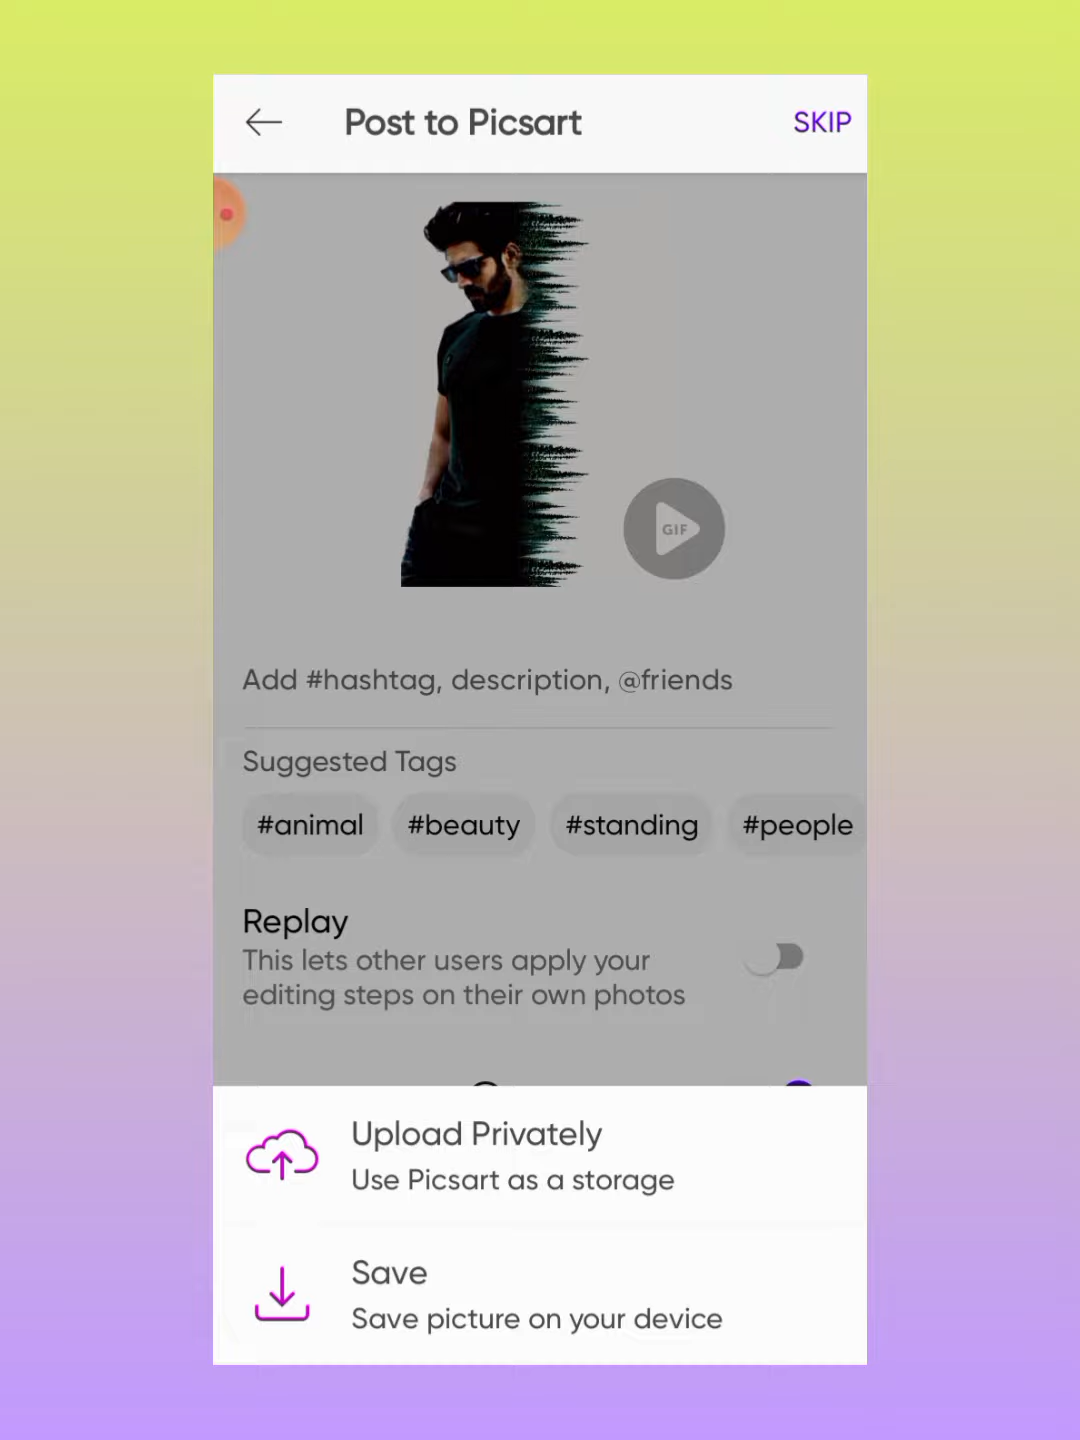 Post to Picsart
SKIP
GIF
Add #hashtag, description, @friends
Suggested Tags
#animal #beauty #standing #people
Replay
This lets other users apply your
editing steps on their own photos
Upload Privately
Use Picsart as a storage
Save
Save picture on your device